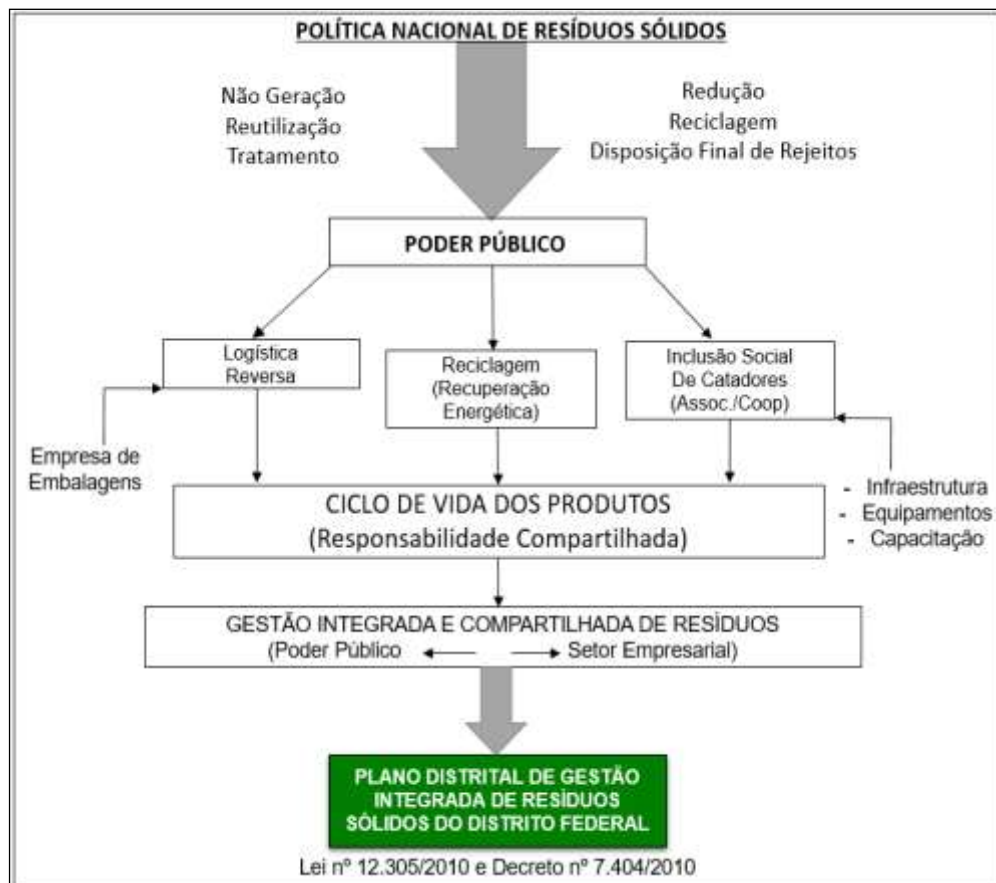 POLÍTICA NACIONAL DE RESÍDUOS SÓLIDOS
Não Geração
Reutilização
Tratamento
Redução
Reciclagem
Disposição Final de Rejeitos
PODER PÚBLICO
Logística
Reversa
Reciclagem
(Recuperação
Energética)
Inclusão Social
De Catadores
(Assoc./Coop)
Empresa de
Embalagens
- Infraestrutura
- Equipamentos
- Capacitação
CICLO DE VIDA DOS PRODUTOS
(Responsabilidade Compartilhada)
GESTÃO INTEGRADA E COMPARTILHADA DE RESÍDUOS
(Poder Público Setor Empresarial)
PLANO DISTRITAL DE GESTÃO
INTEGRADA DE RESÍDUOS
SÓLIDOS DO DISTRITO FEDERAL
Lei nº 12.305/2010 e Decreto nº 7.404/2010